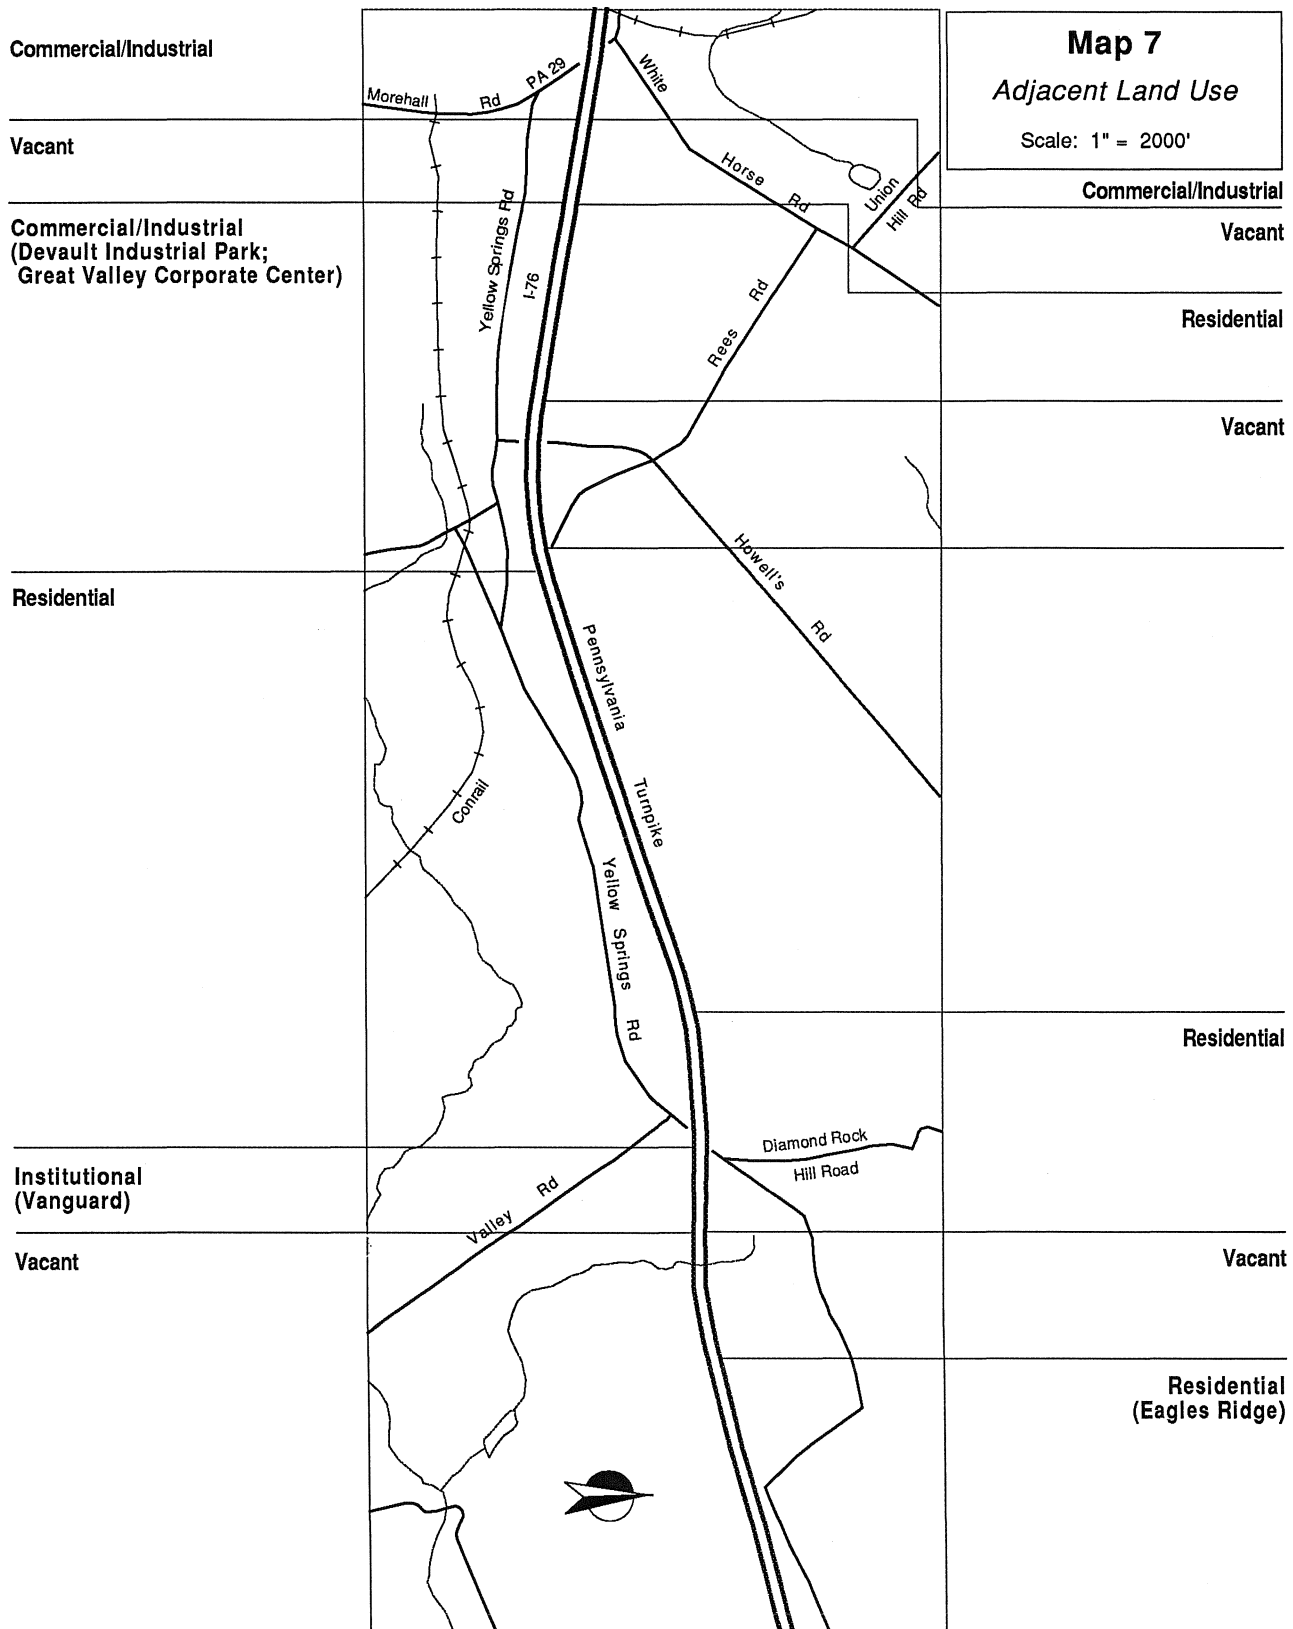 Map 7
Adjacent Land Use
Scale: 1" = 2000'
Commercial/Industrial
Vacant
Commercial/Industrial
(Devault Industrial Park;
Great Valley Corporate Center)
Residential
Institutional
(Vanguard)
Vacant
Morehall Rd PA 29
White Horse Rd
Union
Hill Rd
Yellow Springs Rd
I-76
Rees Rd
Howell's Rd
Pennsylvania Turnpike
Conrail
Yellow Springs Rd
Diamond Rock
Hill Road
Valley Rd
Commercial/Industrial
Vacant
Residential
Vacant
Residential
Vacant
Residential
(Eagles Ridge)